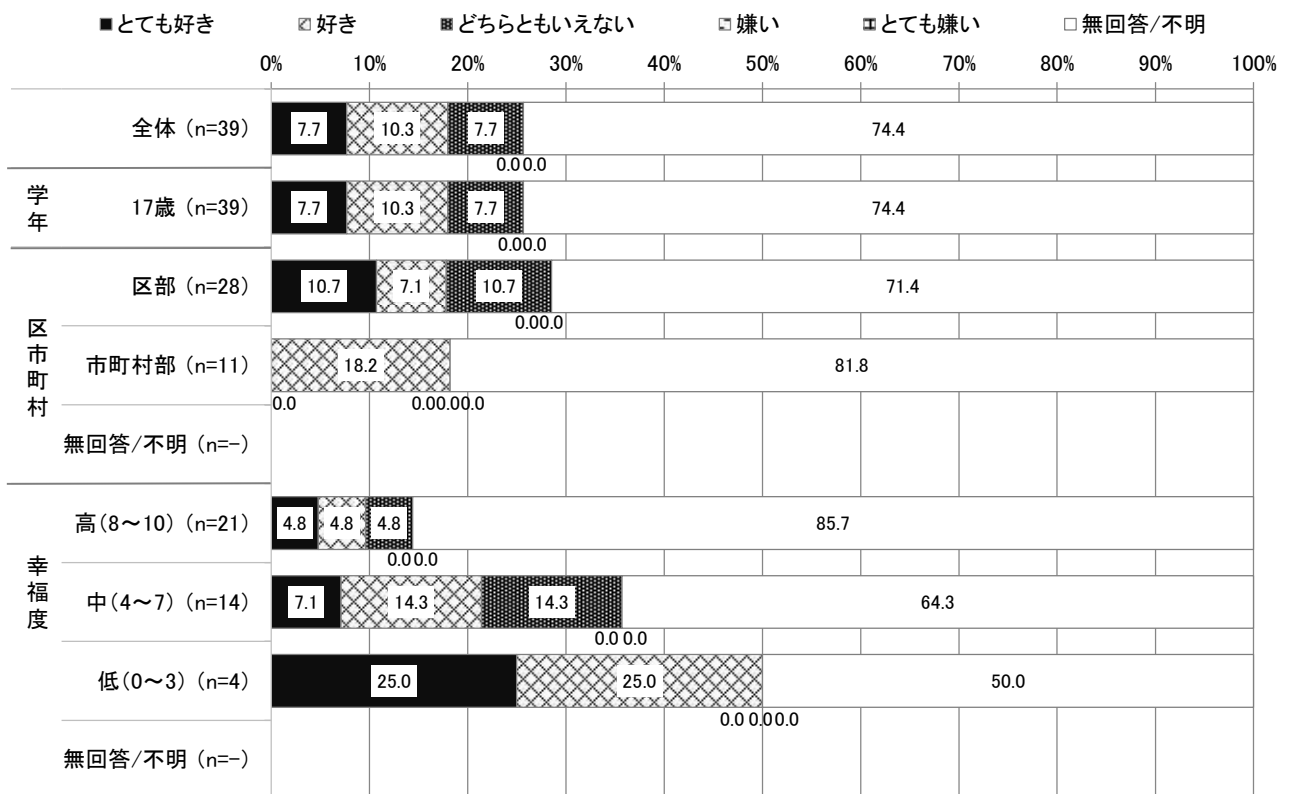 ■とても好き 好き どちらともいえない 嫌い とても嫌い □無回答/不明
0% 10% 20% 30% 40% 50% 60% 70% 80% 90% 100%
全体（n=39） 7.7 10.3 7.7 74.4
0.0 0.0
学年
17歳（n=39） 7.7 10.3 7.7 74.4
0.0 0.0
区市町村
区部（n=28） 10.7 7.1 10.7 71.4
0.0 0.0
市町村部（n=11） 18.2 81.8
0.0 0.0 0.0 0.0
無回答/不明（n=-）
幸福度
高（8～10）（n=21） 4.8 4.8 4.8 85.7
0.0 0.0
中（4～7）（n=14） 7.1 14.3 14.3 64.3
0.0 0.0
低（0～3）（n=4） 25.0 25.0 50.0
0.0 0.0 0.0
無回答/不明（n=-）